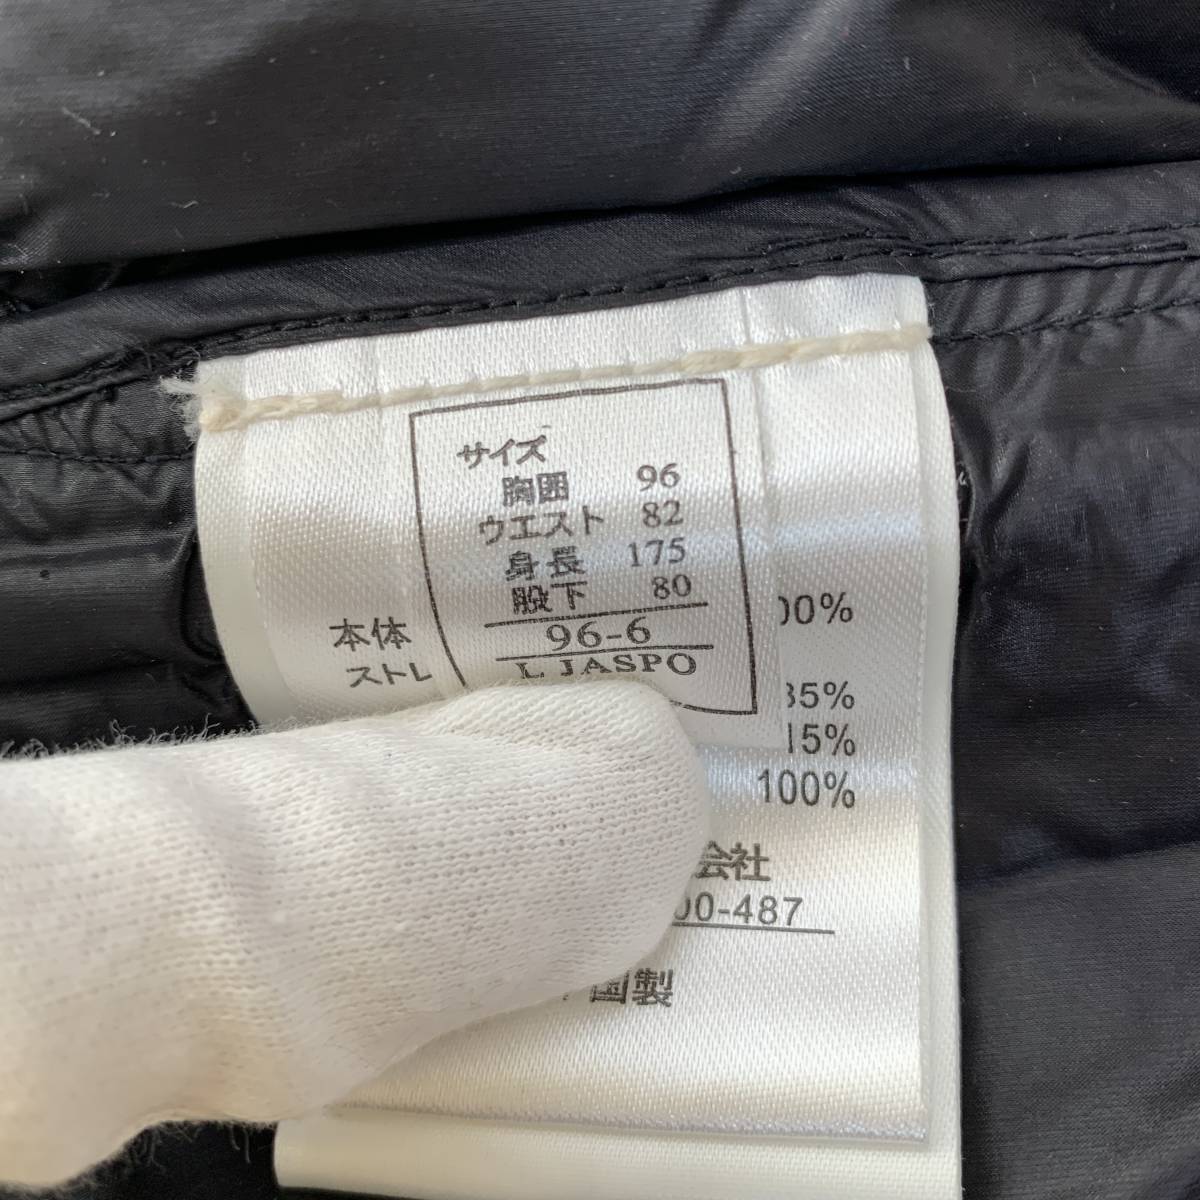 サイズ
胸囲 96
ウエスト 82
身長 175
股下 80
96-6
L JASPO
本体 00%
ストレ
85%
15%
100%
会社
00-487
国製